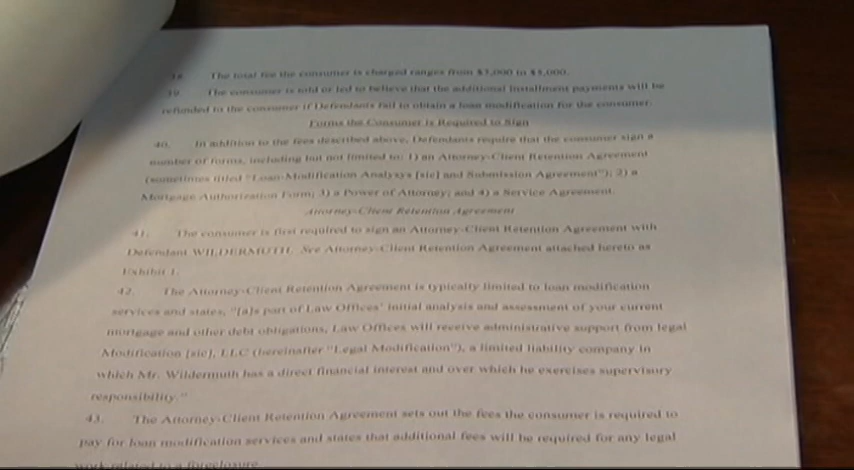 38. The total fee the consumer is charged ranges from $3,000 to $5,000.
39. The consumer is told or led to believe that the additional installment payments will be
refunded to the consumer if Defendants fail to obtain a loan modification for the consumer.
Forms the Consumer is Required to Sign
40. In addition to the fees described above, Defendants require that the consumer sign a
number of forms, including but not limited to: 1) an Attorney-Client Retention Agreement
(sometimes titled "Loan Modification Analysys [sic] and Submission Agreement"); 2) a
Mortgage Authorization Form; 3) a Power of Attorney; and 4) a Service Agreement.
Attorney-Client Retention Agreement
41. The consumer is first required to sign an Attorney-Client Retention Agreement with
Defendant WILDERMUTH. See Attorney-Client Retention Agreement attached hereto as
Exhibit 1.
42. The Attorney-Client Retention Agreement is typically limited to loan modification
services and states, "[a]s part of Law Offices' initial analysis and assessment of your current
mortgage and other debt obligations, Law Offices will receive administrative support from legal
Modification [sic], LLC (hereinafter "Legal Modification"), a limited liability company in
which Mr. Wildermuth has a direct financial interest and over which he exercises supervisory
responsibility."
43. The Attorney-Client Retention Agreement sets out the fees the consumer is required to
pay for loan modification services and states that additional fees will be required for any legal
work related to a foreclosure